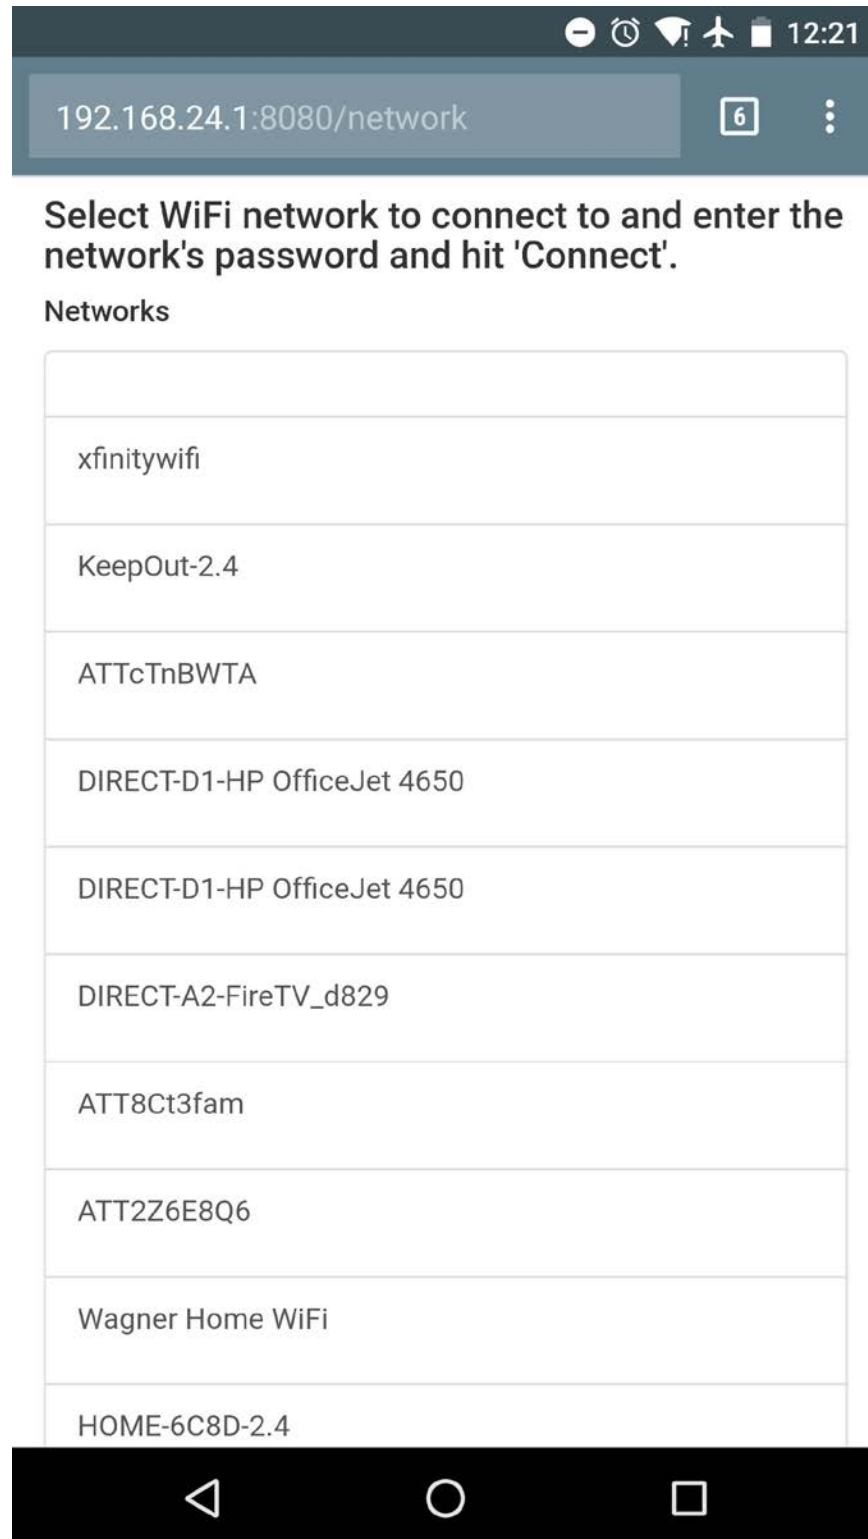 12:21
192.168.24.1:8080/network
6
Select WiFi network to connect to and enter the
network's password and hit 'Connect'.
Networks
xfinitywifi
KeepOut-2.4
ATTcTnBWTA
DIRECT-D1-HP OfficeJet 4650
DIRECT-D1-HP OfficeJet 4650
DIRECT-A2-FireTV_d829
ATT8Ct3fam
ATT2Z6E8Q6
Wagner Home WiFi
HOME-6C8D-2.4